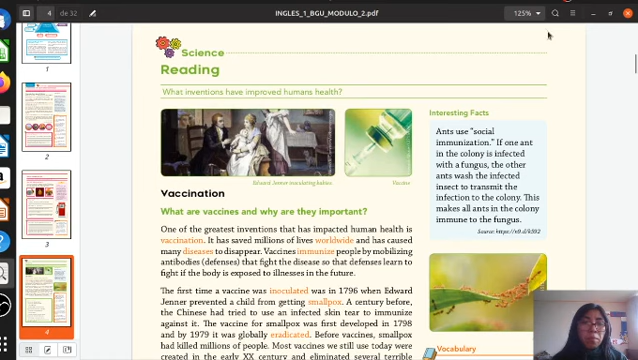 4
de 32
INGLES_1_BGU_MODULO_2.pdf
125%
1
2
3
4
Science
Reading
What inventions have improved humans health?
Edward Jenner inoculating babies
Vaccine
Vaccination
What are vaccines and why are they important?
One of the greatest inventions that has impacted human health is
vaccination. It has saved millions of lives worldwide and has caused
many diseases to disappear. Vaccines immunize people by mobilizing
antibodies (defenses) that fight the disease so that defenses learn to
fight if the body is exposed to illnesses in the future.
The first time a vaccine was inoculated was in 1796 when Edward
Jenner prevented a child from getting smallpox. A century before,
the Chinese had tried to use an infected skin tear to immunize
against it. The vaccine for smallpox was first developed in 1798
and by 1979 it was globally eradicated. Before vaccines, smallpox
had killed millions of people. Most vaccines we still use today were
created in the early XX century and eliminated several terrible
Interesting Facts
Ants use "social
immunization." If one ant
in the colony is infected
with a fungus, the other
ants wash the infected
insect to transmit the
infection to the colony. This
makes all ants in the colony
immune to the fungus.
Vocabulary